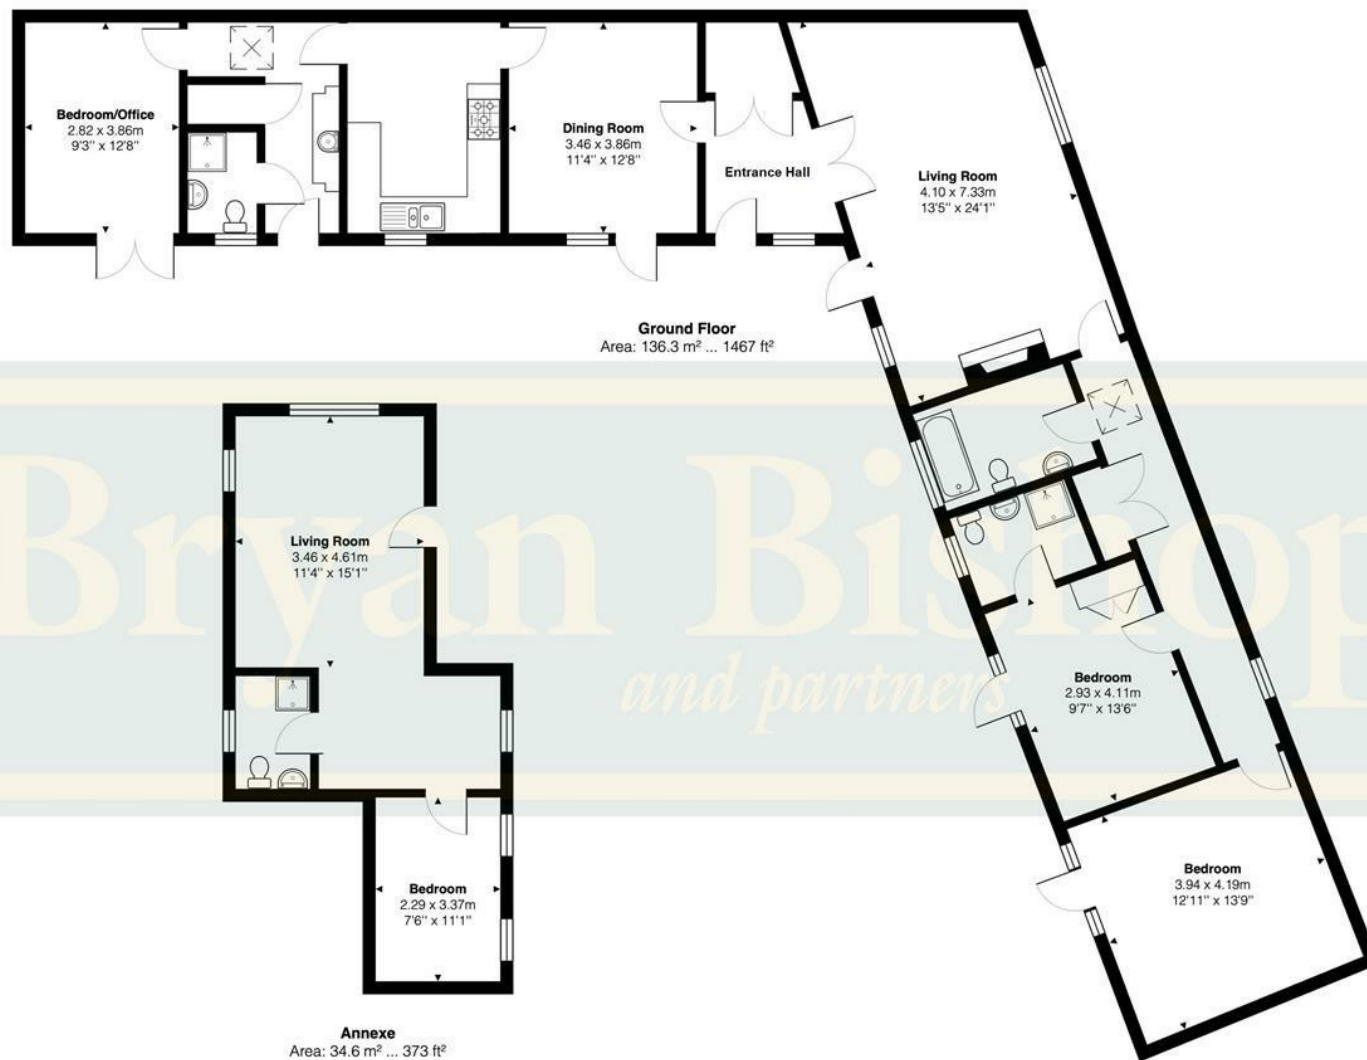 Bedroom/Office
2.82 x 3.86m
9'3" x 12'8"
Dining Room
3.46 x 3.86m
11'4" x 12'8"
Entrance Hall
Living Room
4.10 x 7.33m
13'5" x 24'1"
Ground Floor
Area: 136.3 m² ... 1467 ft²
Bryan Bishop
and partners
Living Room
3.46 x 4.61m
11'4" x 15'1"
Bedroom
2.93 x 4.11m
9'7" x 13'6"
Bedroom
2.29 x 3.37m
7'6" x 11'1"
Bedroom
3.94 x 4.19m
12'11" x 13'9"
Annexe
Area: 34.6 m² ... 373 ft²